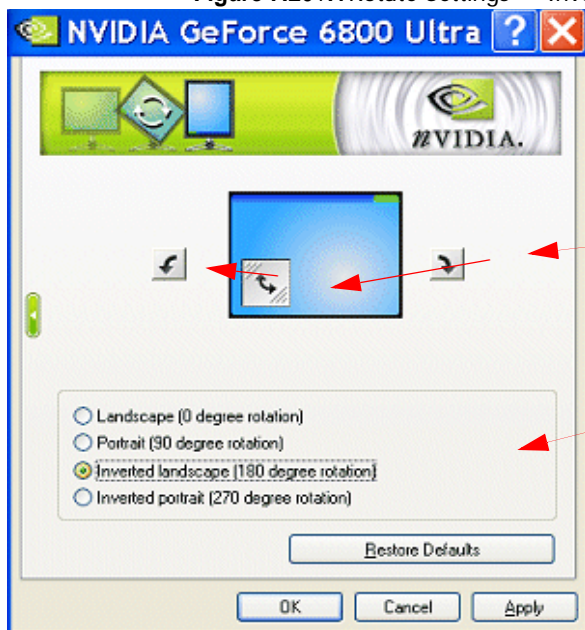 NVIDIA GeForce 6800 Ultra
nVIDIA.
Landscape (0 degree rotation)
Portrait (90 degree rotation)
Inverted landscape (180 degree rotation)
Inverted portrait (270 degree rotation)
Restore Defaults
OK Cancel Apply